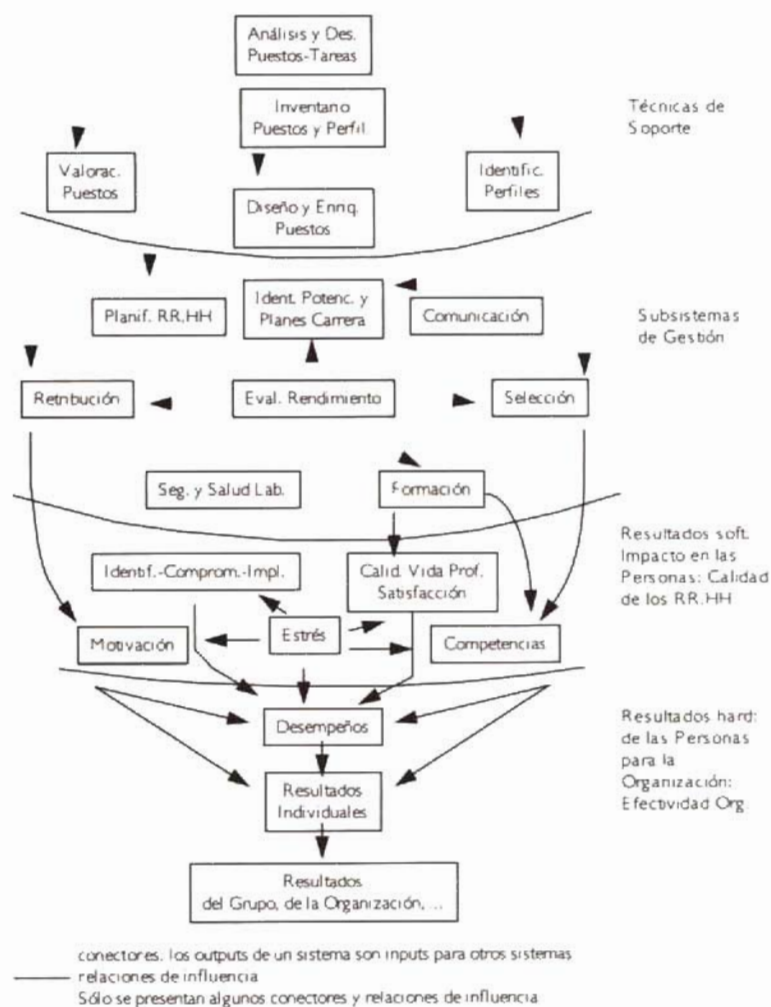 Análisis y Des.
Puestos-Tareas
Inventario
Puestos y Perfil
Técnicas de
Soporte
Valorac.
Puestos
Identific.
Perfiles
Diseño y Enriq.
Puestos
Planif. RR.HH
Ident. Potenc. y
Planes Carrera
Comunicación
Subsistemas
de Gestión
Retribución
Eval. Rendimiento
Selección
Seg. y Salud Lab.
Formación
Resultados soft.
Impacto en las
Personas: Calidad
de los RR.HH
Identif.-Comprom.-Impl.
Calid. Vida Prof.
Satisfacción
Motivación
Estrés
Competencias
Desempeños
Resultados hard:
de las Personas
para la
Organización:
Efectividad Org
Resultados
Individuales
Resultados
del Grupo, de la Organización, ...
conectores. los outputs de un sistema son inputs para otros sistemas
relaciones de influencia
Sólo se presentan algunos conectores y relaciones de influencia